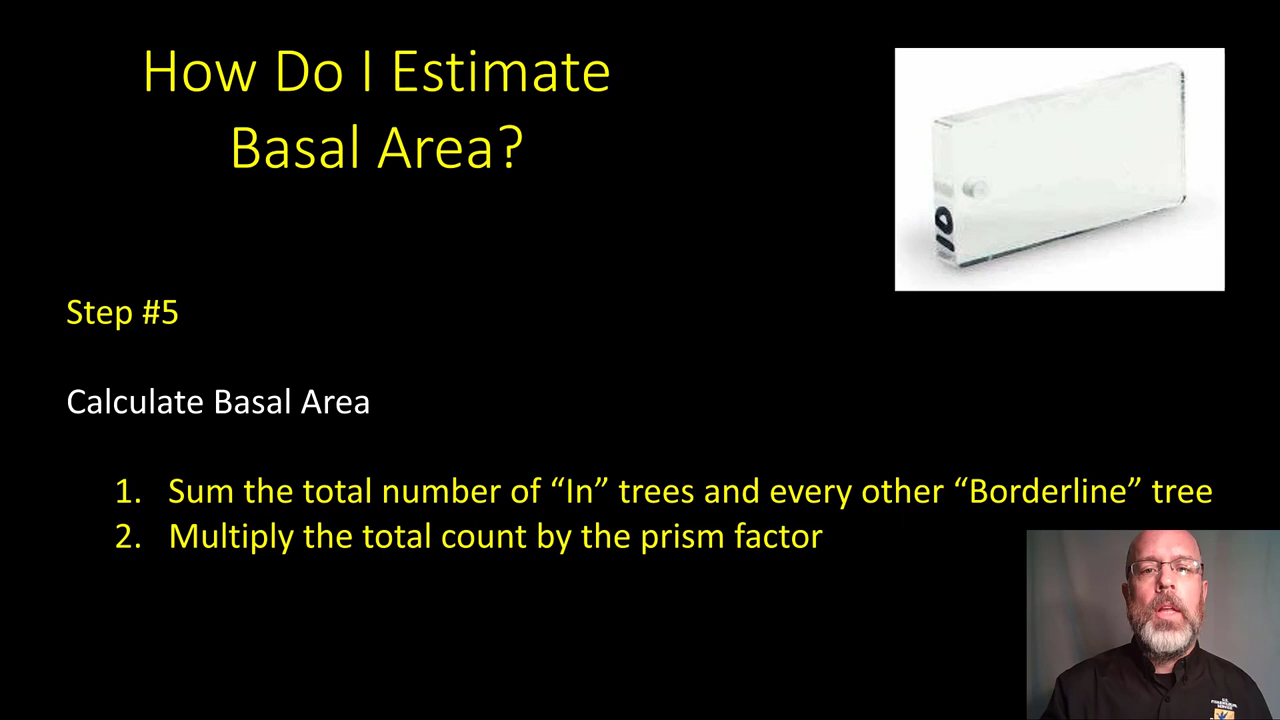 How Do I Estimate
Basal Area?
10
Step #5
Calculate Basal Area
1. Sum the total number of “In” trees and every other “Borderline” tree
2. Multiply the total count by the prism factor